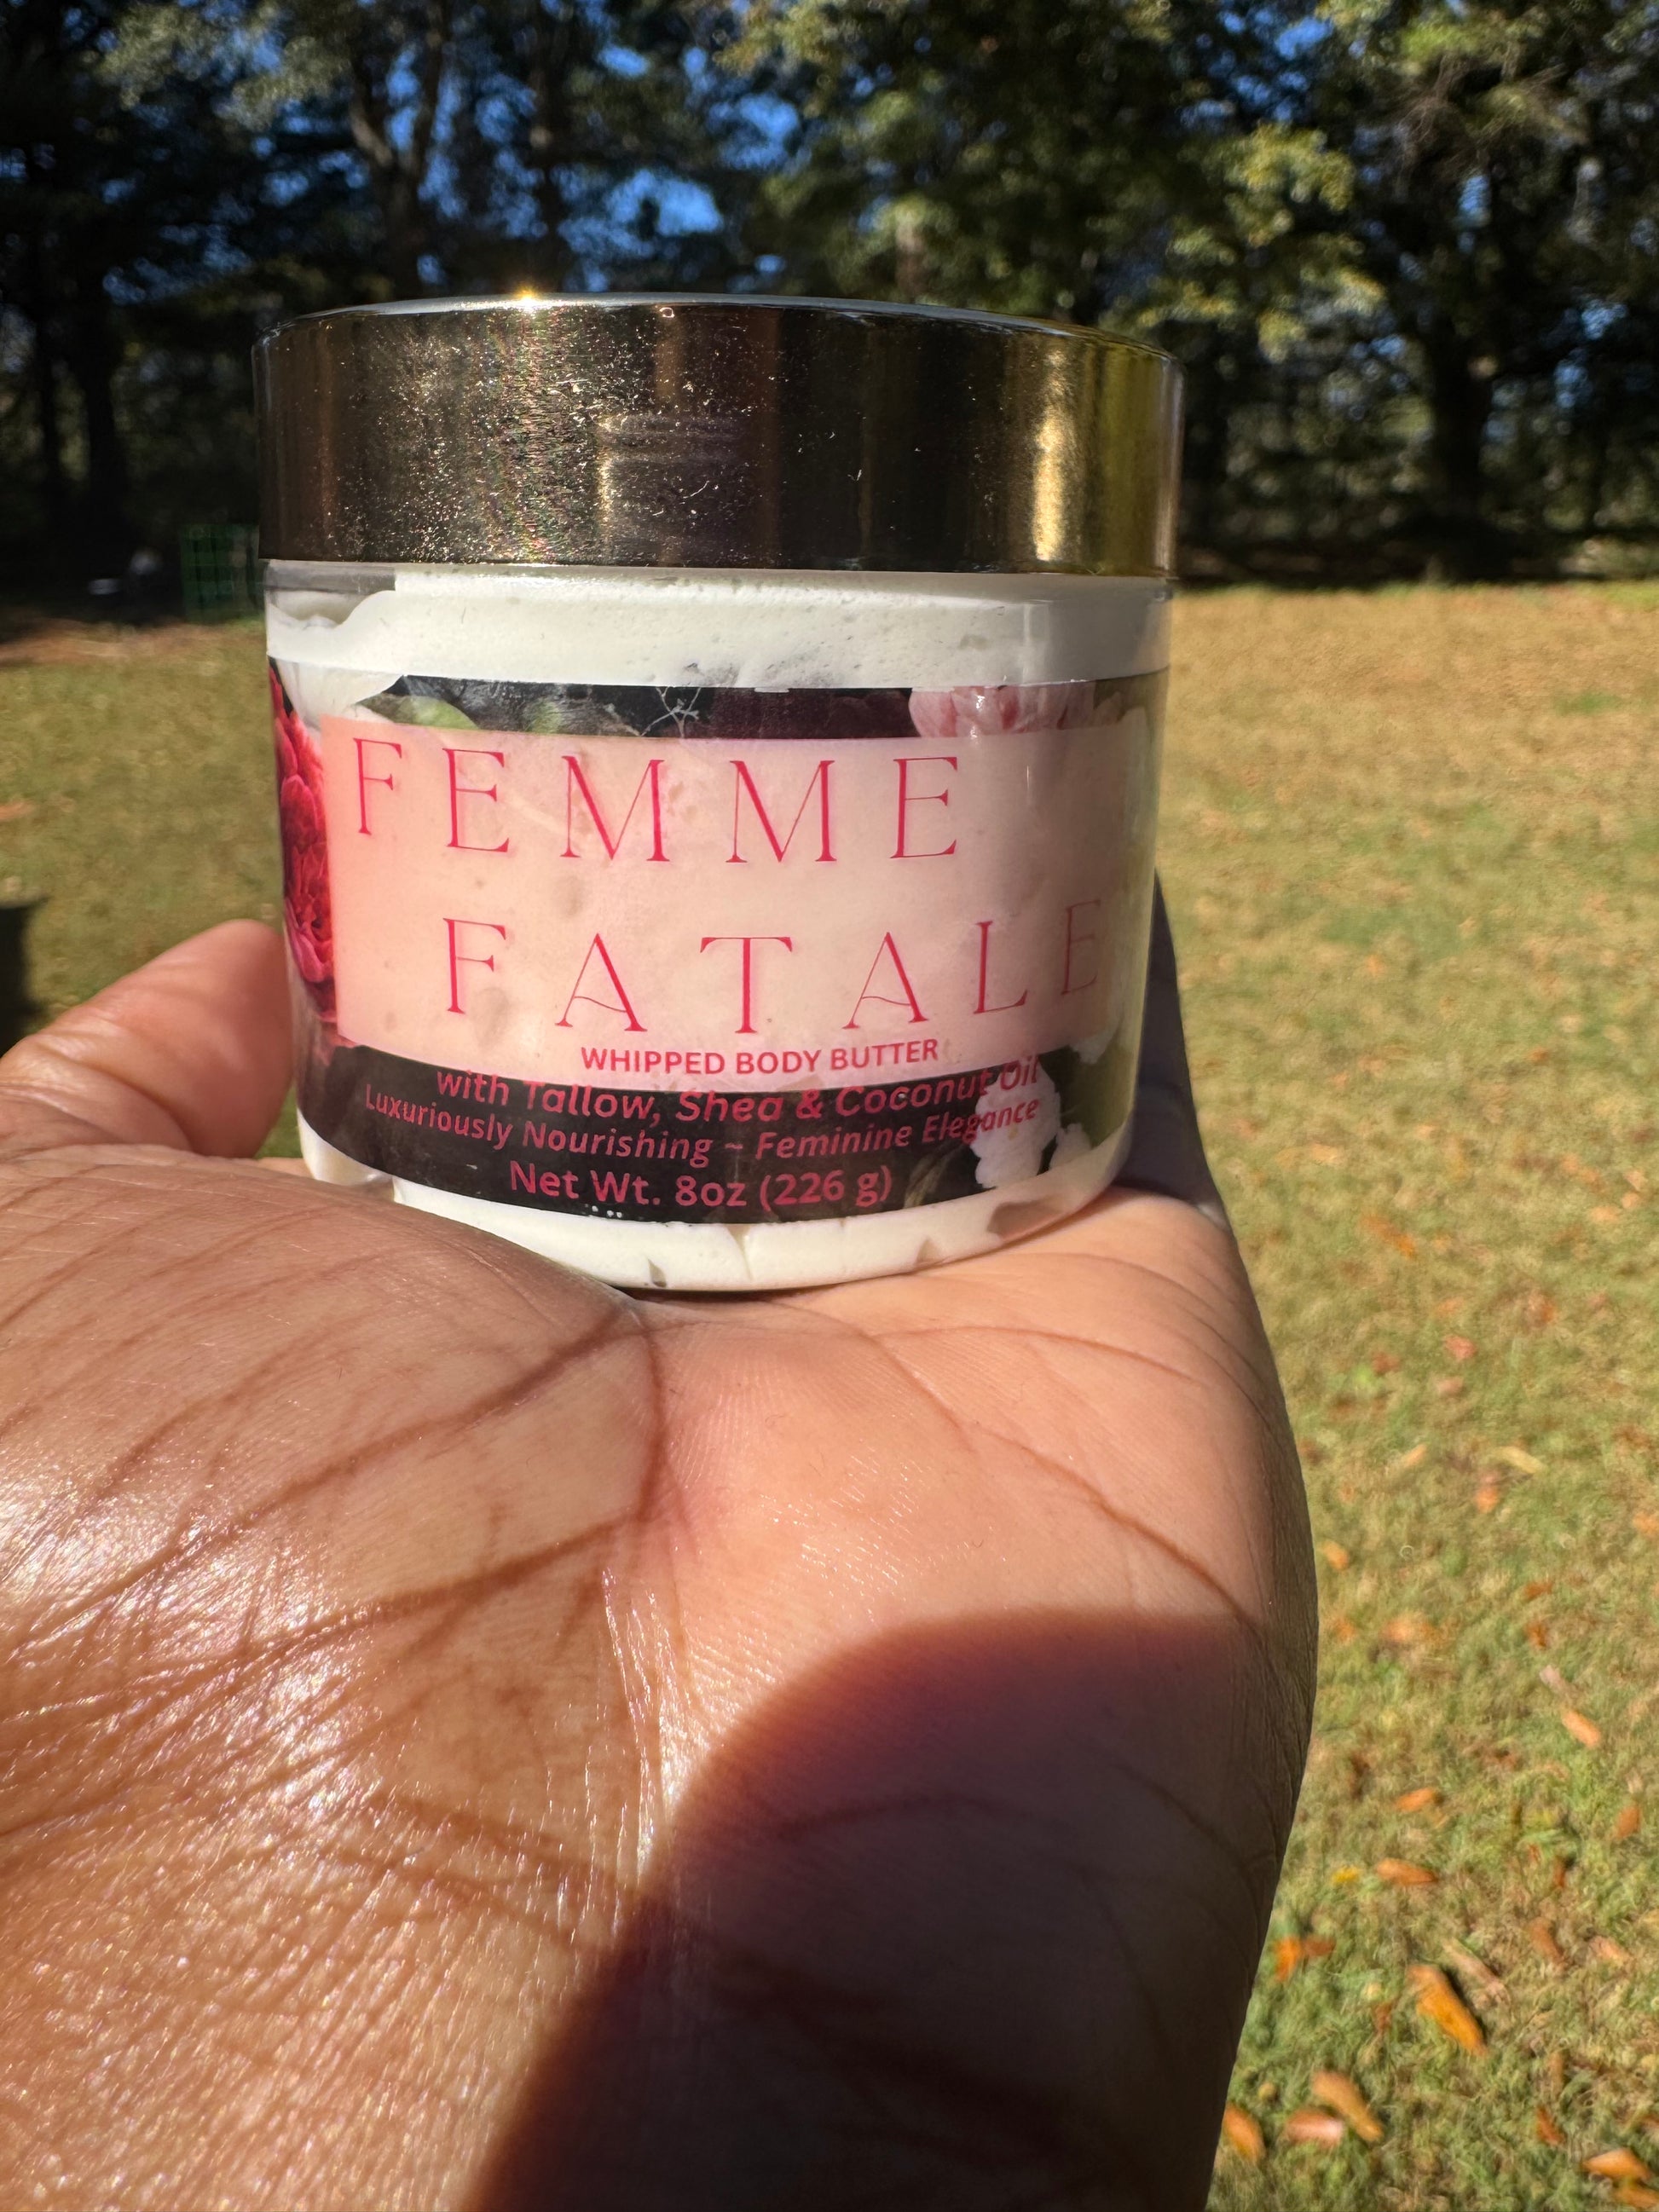 FEMME
FATALE
WHIPPED BODY BUTTER
with Tallow, Shea & Coconut Oil
Luxuriously Nourishing ~ Feminine Elegance
Net Wt. 8oz (226 g)